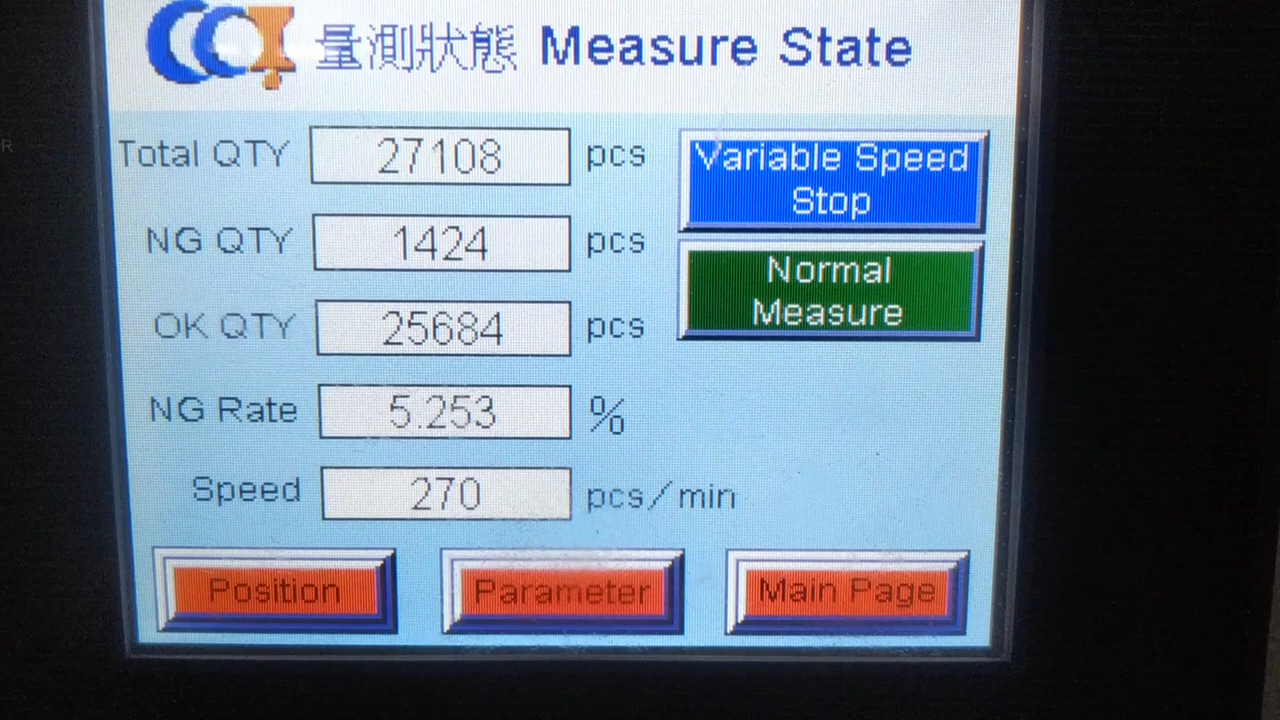 CCI 量測狀態 Measure State
Total QTY 27108 pcs
Variable Speed
Stop
NG QTY 1424 pcs
Normal
Measure
OK QTY 25684 pcs
NG Rate 5.253 %
Speed 270 pcs/min
Position Parameter Main Page
R